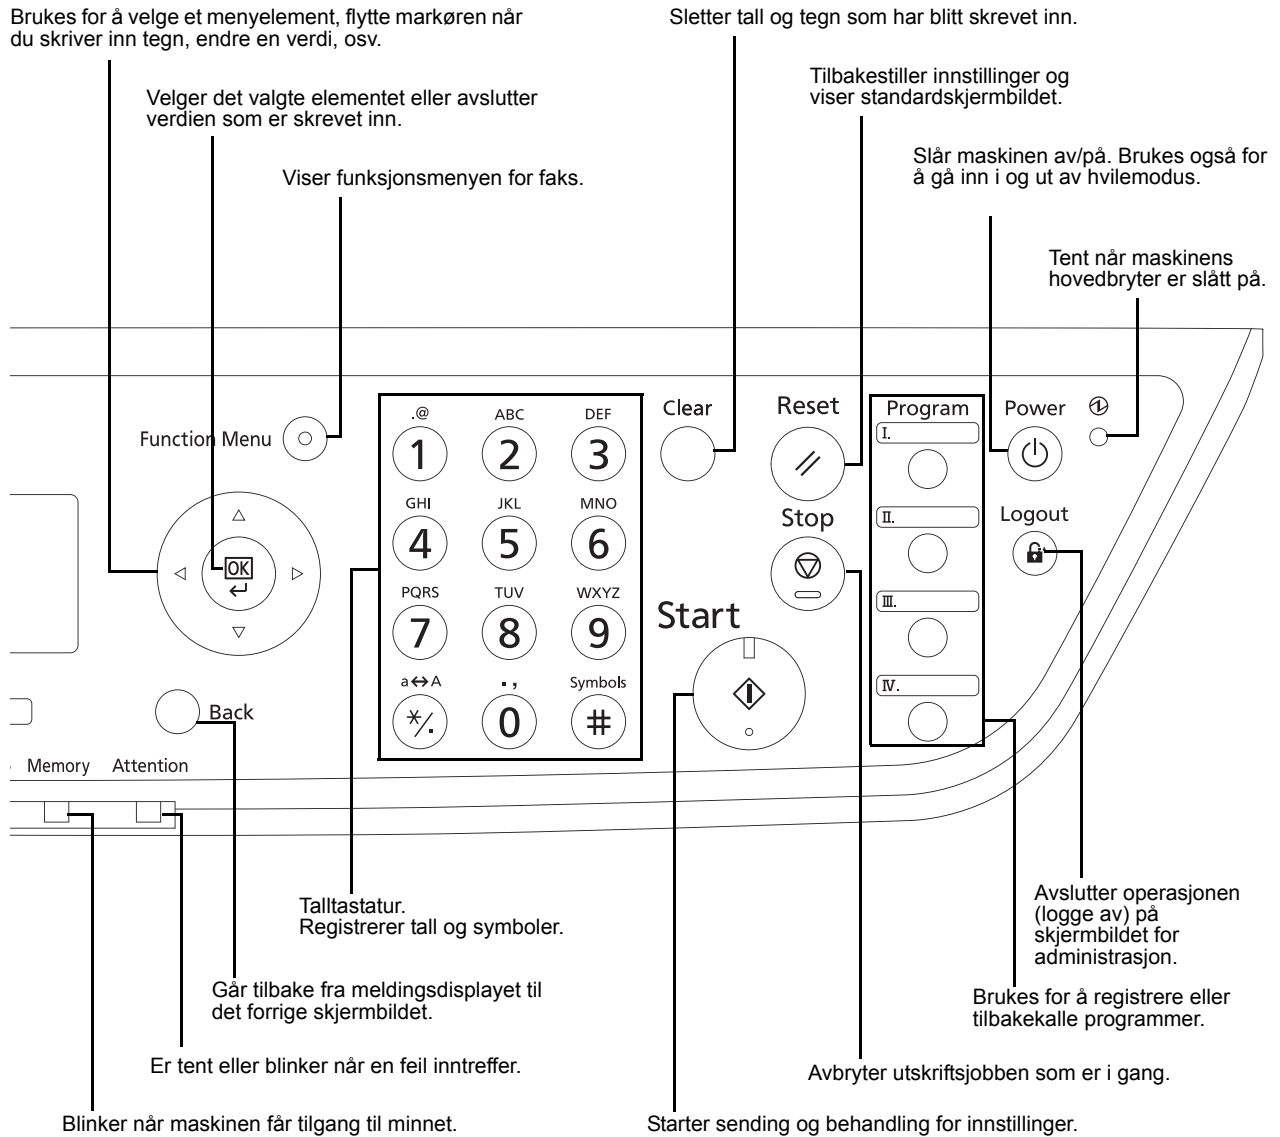 Brukes for å velge et menyelement, flytte markøren når
du skriver inn tegn, endre en verdi, osv.
Sletter tall og tegn som har blitt skrevet inn.
Tilbakestiller innstillinger og
viser standardskjermbildet.
Velger det valgte elementet eller avslutter
verdien som er skrevet inn.
Slår maskinen av/på. Brukes også for
å gå inn i og ut av hvilemodus.
Viser funksjonsmenyen for faks.
Tent når maskinens
hovedbryter er slått på.
Function Menu
.@
ABC
DEF
1
2
3
GHI
JKL
MNO
4
5
6
PQRS
TUV
WXYZ
7
8
9
a↔A
.,
Symbols
*/.
0
#
Clear
Reset
Stop
Start
Program
I.
II.
III.
IV.
Power
Logout
OK
Back
Memory
Attention
Talltastatur.
Registrerer tall og symboler.
Avslutter operasjonen
(logge av) på
skjermbildet for
administrasjon.
Går tilbake fra meldingsdisplayet til
det forrige skjermbildet.
Brukes for å registrere eller
tilbakekalle programmer.
Er tent eller blinker når en feil inntreffer.
Avbryter utskriftsjobben som er i gang.
Blinker når maskinen får tilgang til minnet.
Starter sending og behandling for innstillinger.